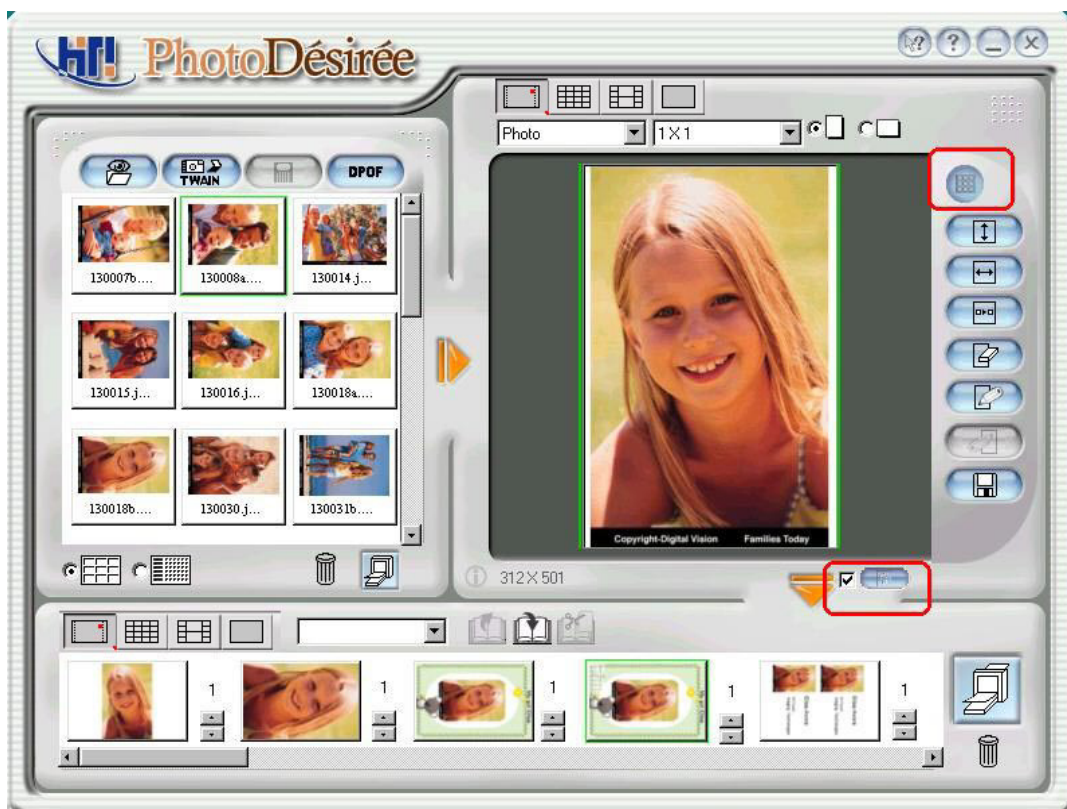 HiTi PhotoDésirée
TWAIN
DPOF
Photo
1X1
130007b....
130008a....
130014.j...
130015.j...
130016.j...
130018a....
130018b....
130030.j...
130031b....
Copyright-Digital Vision Families Today
312X501
1
1
1
1
1